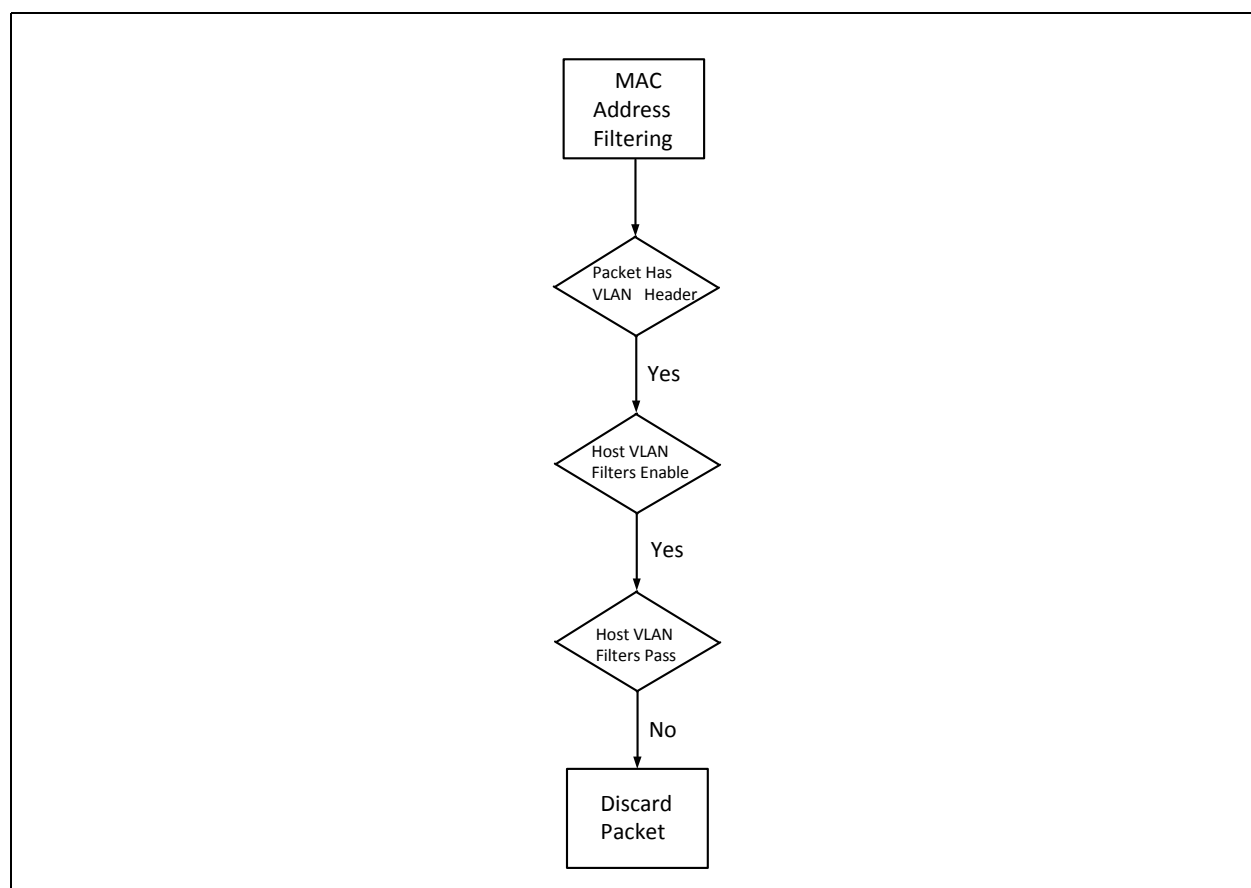 MAC
Address
Filtering
Packet Has
VLAN Header
Yes
Host VLAN
Filters Enable
Yes
Host VLAN
Filters Pass
No
Discard
Packet